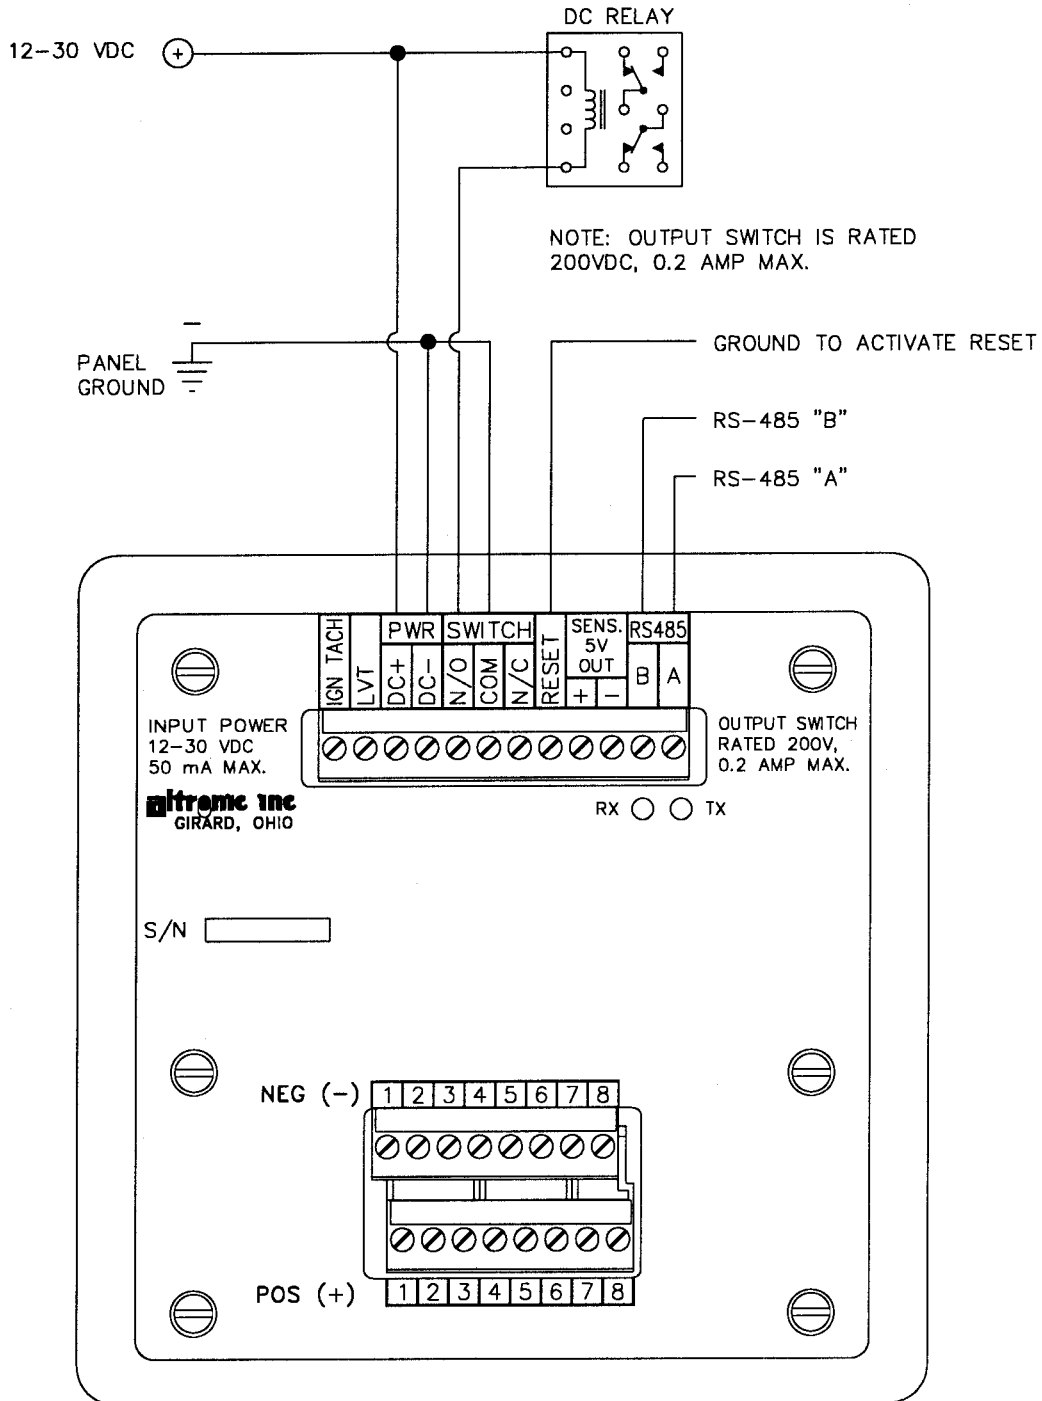 DC RELAY
12-30 VDC +
NOTE: OUTPUT SWITCH IS RATED
200VDC, 0.2 AMP MAX.
PANEL
GROUND
GROUND TO ACTIVATE RESET
RS-485 "B"
RS-485 "A"
IGN TACH
LVT
PWR
DC+
DC-
SWITCH
N/O
COM
N/C
RESET
SENS.
5V
OUT
+ -
RS485
B A
INPUT POWER
12-30 VDC
50 mA MAX.
OUTPUT SWITCH
RATED 200V,
0.2 AMP MAX.
altronic inc
GIRARD, OHIO
RX TX
S/N
NEG (-) 1 2 3 4 5 6 7 8
POS (+) 1 2 3 4 5 6 7 8